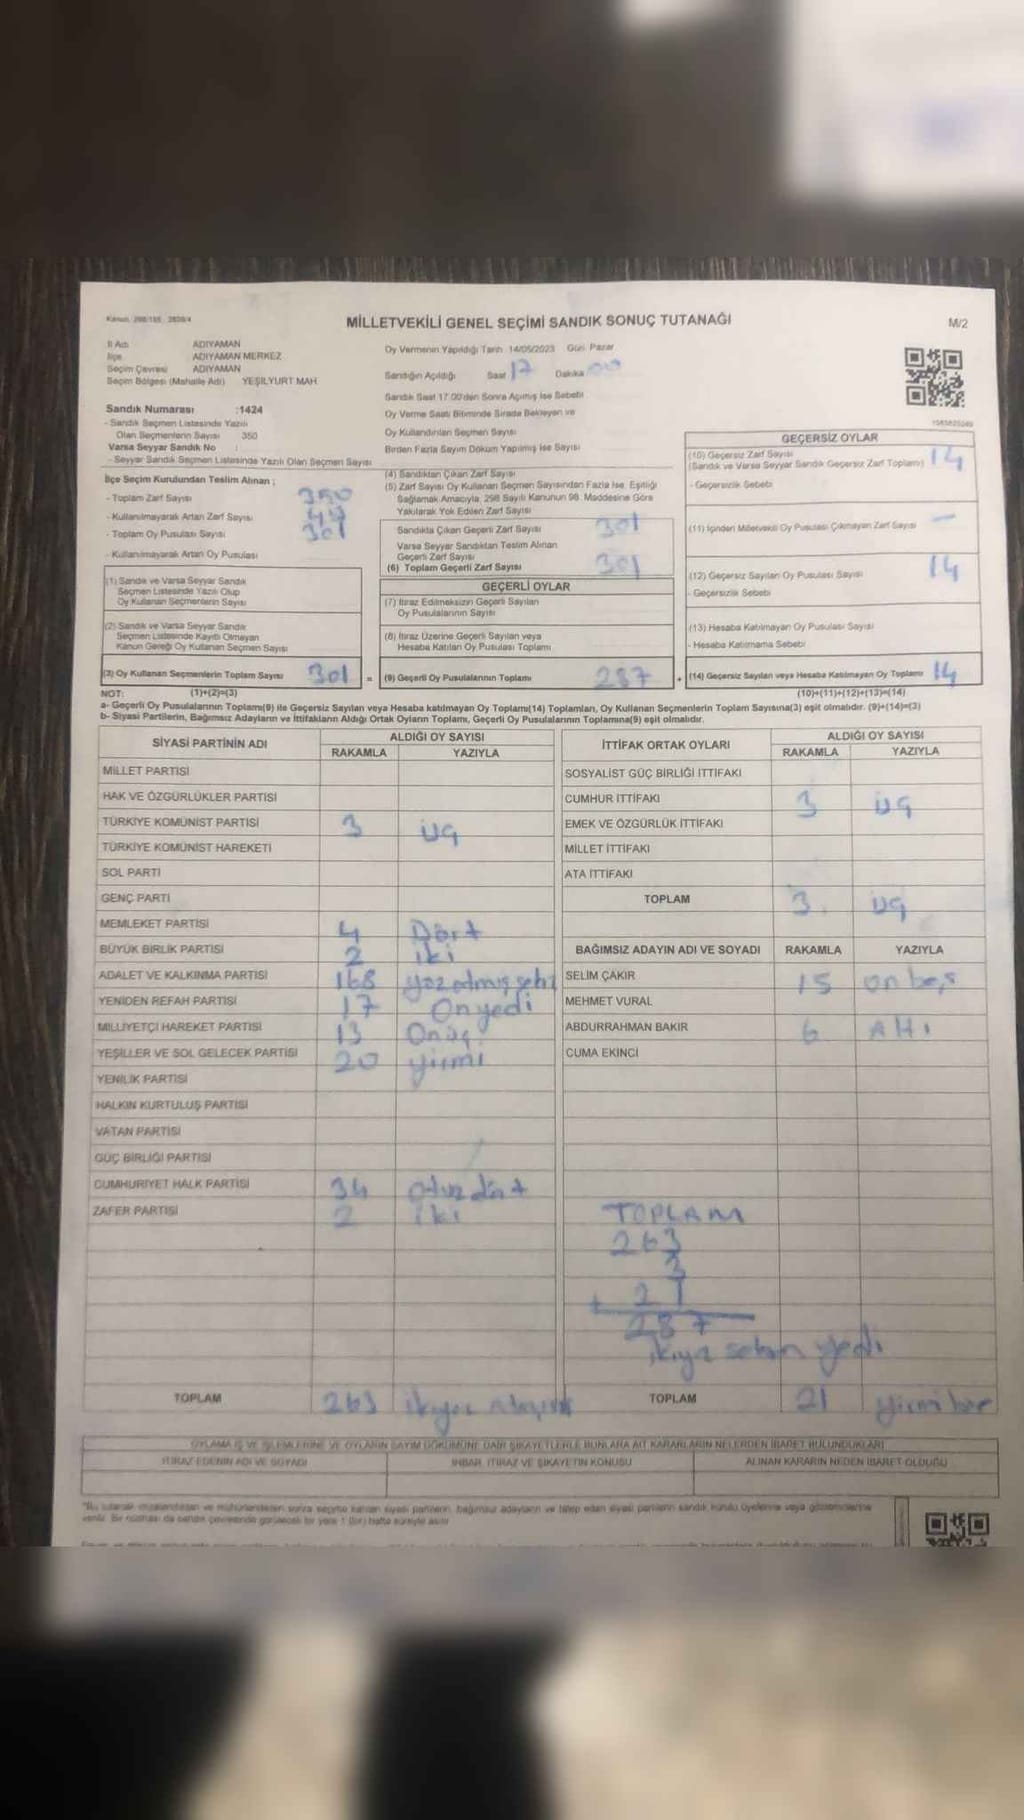 MİLLETVEKİLİ GENEL SEÇİMİ SANDIK SONUÇ TUTANAĞI
M/2
İl Adı ADIYAMAN
İlçe ADIYAMAN MERKEZ
Seçim Çevresi ADIYAMAN
Seçim Bölgesi (Mahalle Adı) YEŞİLYURT MAH.
Sandık Numarası :1424
- Sandık Seçmen Listesinde Yazılı
Olan Seçmenlerin Sayısı 350
Varsa Seyyar Sandık No :
- Seyyar Sandık Seçmen Listesinde Yazılı Olan Seçmen Sayısı
İlçe Seçim Kurulundan Teslim Alınan ;
- Toplam Zarf Sayısı 350
- Kullanılmayarak Artan Zarf Sayısı
- Toplam Oy Pusulası Sayısı 301
- Kullanılmayarak Artan Oy Pusulası
(1) Sandık ve Varsa Seyyar Sandık
Seçmen Listesinde Yazılı Olup
Oy Kullanan Seçmenlerin Sayısı
(2) Sandık ve Varsa Seyyar Sandık
Seçmen Listesinde Kayıtlı Olmayan
Kanun Gereği Oy Kullanan Seçmen Sayısı
(3) Oy Kullanan Seçmenlerin Toplam Sayısı 301 =
Oy Vermenin Yapıldığı Tarih 14/05/2023 Gün Pazar
Sandığın Açıldığı Saat 17 Dakika 00
Sandık Saat 17.00'den Sonra Açılmış İse Sebebi
Oy Verme Saati Bitiminde Sırada Bekleyen ve
Oy Kullandırılan Seçmen Sayısı
Birden Fazla Sayım Döküm Yapılmış İse Sayısı
(4) Sandıktan Çıkan Zarf Sayısı
(5) Zarf Sayısı Oy Kullanan Seçmen Sayısından Fazla İse, Eşitliği
Sağlamak Amacıyla, 298 Sayılı Kanunun 98. Maddesine Göre
Yakılarak Yok Edilen Zarf Sayısı
Sandıkta Çıkan Geçerli Zarf Sayısı 301
Varsa Seyyar Sandıktan Teslim Alınan
Geçerli Zarf Sayısı
(6) Toplam Geçerli Zarf Sayısı 301
GEÇERLİ OYLAR
(7) İtiraz Edilmeksizin Geçerli Sayılan
Oy Pusulalarının Sayısı
(8) İtiraz Üzerine Geçerli Sayılan veya
Hesaba Katılan Oy Pusulası Toplamı
(9) Geçerli Oy Pusulalarının Toplamı 287 +
GEÇERSİZ OYLAR
(10) Geçersiz Zarf Sayısı 14
(Sandık ve Varsa Seyyar Sandık Geçersiz Zarf Toplamı)
- Geçersizlik Sebebi
(11) İçinden Milletvekili Oy Pusulası Çıkmayan Zarf Sayısı —
(12) Geçersiz Sayılan Oy Pusulası Sayısı 14
- Geçersizlik Sebebi
(13) Hesaba Katılmayan Oy Pusulası Sayısı
- Hesaba Katılmama Sebebi
(14) Geçersiz Sayılan veya Hesaba Katılmayan Oy Toplamı 14
NOT: (1)+(2)=(3) (10)+(11)+(12)+(13)=(14)
a- Geçerli Oy Pusulalarının Toplamı(9) ile Geçersiz Sayılan veya Hesaba katılmayan Oy Toplamı(14) Toplamları, Oy Kullanan Seçmenlerin Toplam Sayısına(3) eşit olmalıdır. (9)+(14)=(3)
b- Siyasi Partilerin, Bağımsız Adayların ve İttifakların Aldığı Ortak Oyların Toplamı, Geçerli Oy Pusulalarının Toplamına(9) eşit olmalıdır.
SİYASİ PARTİNİN ADI ALDIĞI OY SAYISI
RAKAMLA YAZIYLA
MİLLET PARTİSİ
HAK VE ÖZGÜRLÜKLER PARTİSİ
TÜRKİYE KOMÜNİST PARTİSİ 3 üç
TÜRKİYE KOMÜNİST HAREKETİ
SOL PARTİ
GENÇ PARTİ
MEMLEKET PARTİSİ 4 Dört
BÜYÜK BİRLİK PARTİSİ 2 iki
ADALET VE KALKINMA PARTİSİ 168
YENİDEN REFAH PARTİSİ 17 Onyedi
MİLLİYETÇİ HAREKET PARTİSİ 13 Onüç
YEŞİLLER VE SOL GELECEK PARTİSİ 20 yirmi
YENİLİK PARTİSİ
HALKIN KURTULUŞ PARTİSİ
VATAN PARTİSİ
GÜÇ BİRLİĞİ PARTİSİ
CUMHURİYET HALK PARTİSİ 34 otuz dört
ZAFER PARTİSİ 2 iki
TOPLAM 263
İTTİFAK ORTAK OYLARI ALDIĞI OY SAYISI
RAKAMLA YAZIYLA
SOSYALİST GÜÇ BİRLİĞİ İTTİFAKI
CUMHUR İTTİFAKI 3 üç
EMEK VE ÖZGÜRLÜK İTTİFAKI
MİLLET İTTİFAKI
ATA İTTİFAKI
TOPLAM 3 üç
BAĞIMSIZ ADAYIN ADI VE SOYADI RAKAMLA YAZIYLA
SELİM ÇAKIR 15 on beş
MEHMET VURAL
ABDURRAHMAN BAKIR 6 Altı
CUMA EKİNCİ
TOPLAM
263
3
+ 21
287
TOPLAM 21
OYLAMA İŞ VE İŞLEMLERİNE VE OYLARIN SAYIM DÖKÜMÜNE DAİR ŞİKAYETLERLE BUNLARA AİT KARARLARIN NELERDEN İBARET BULUNDUKLARI
İTİRAZ EDENİN ADI VE SOYADI İHBAR, İTİRAZ VE ŞİKAYETİN KONUSU ALINAN KARARIN NEDEN İBARET OLDUĞU